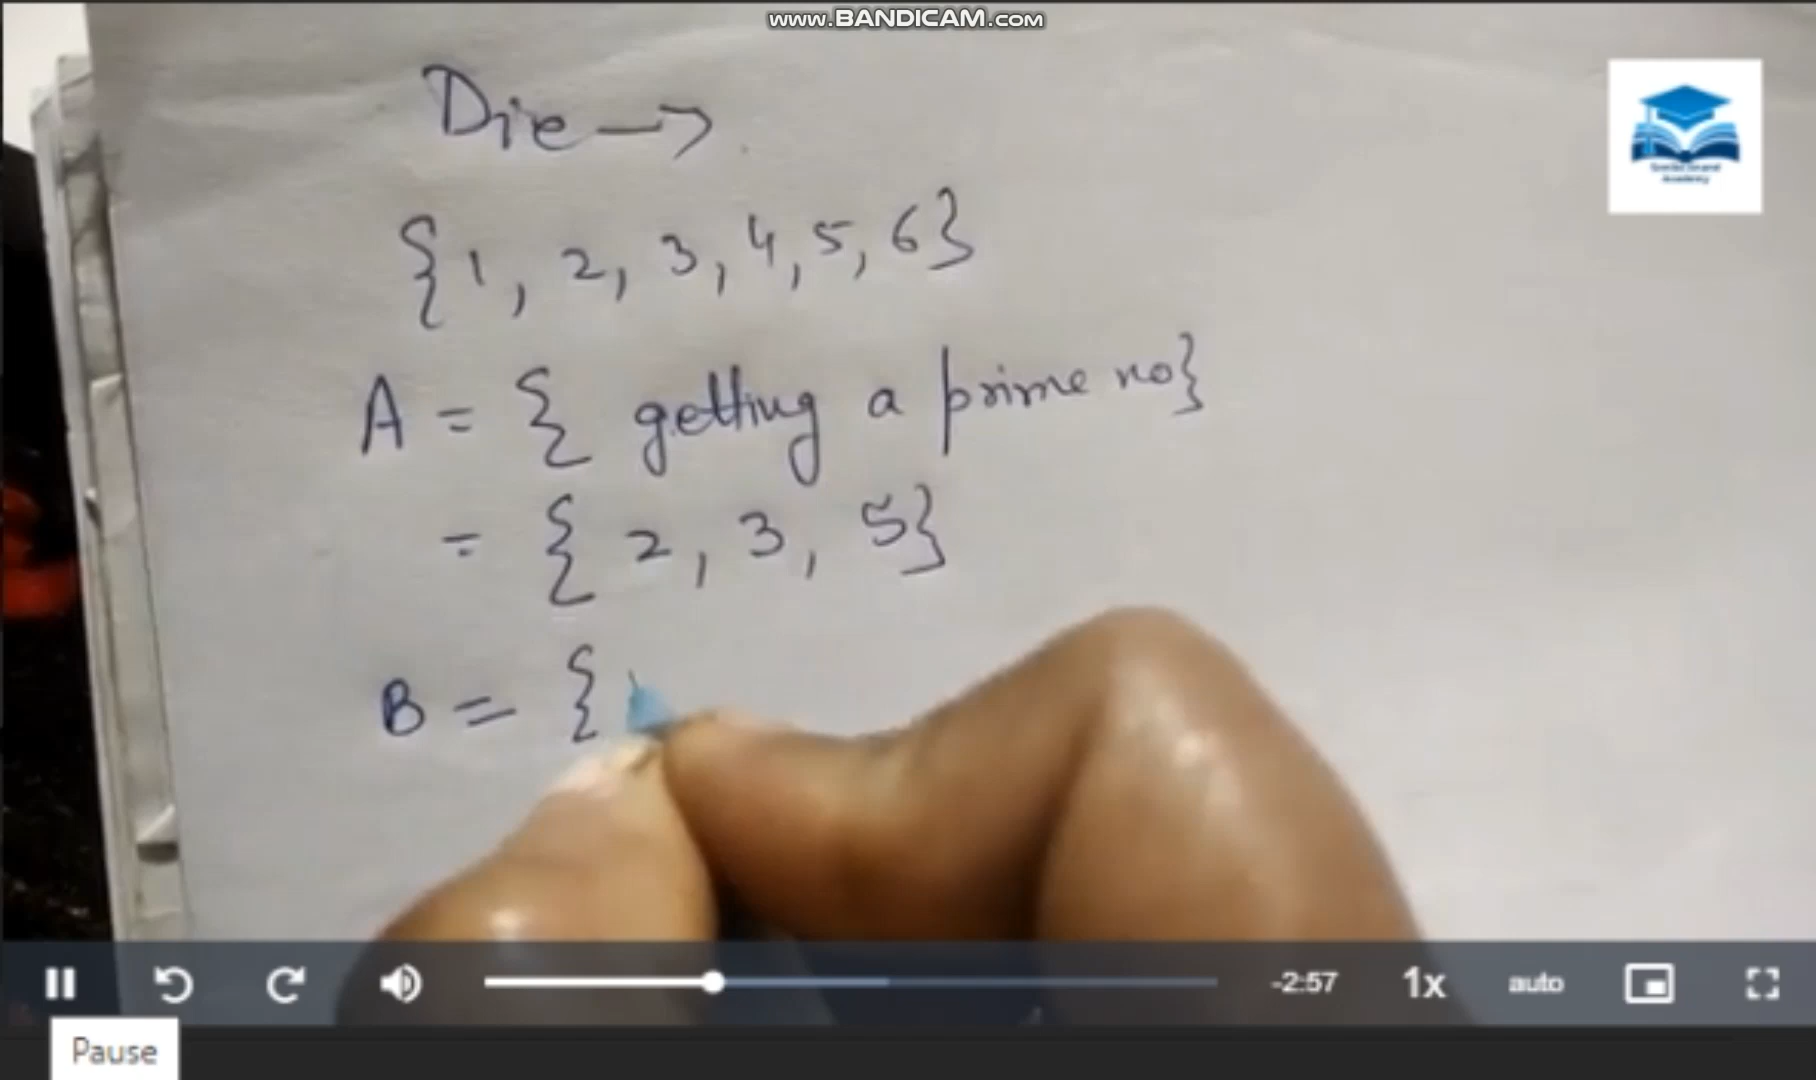 www.BANDICAM.com
Die →
{1, 2, 3, 4, 5, 6}
A = { getting a prime no}
= { 2, 3, 5}
B = {
Academy
-2:57
1x
auto
Pause